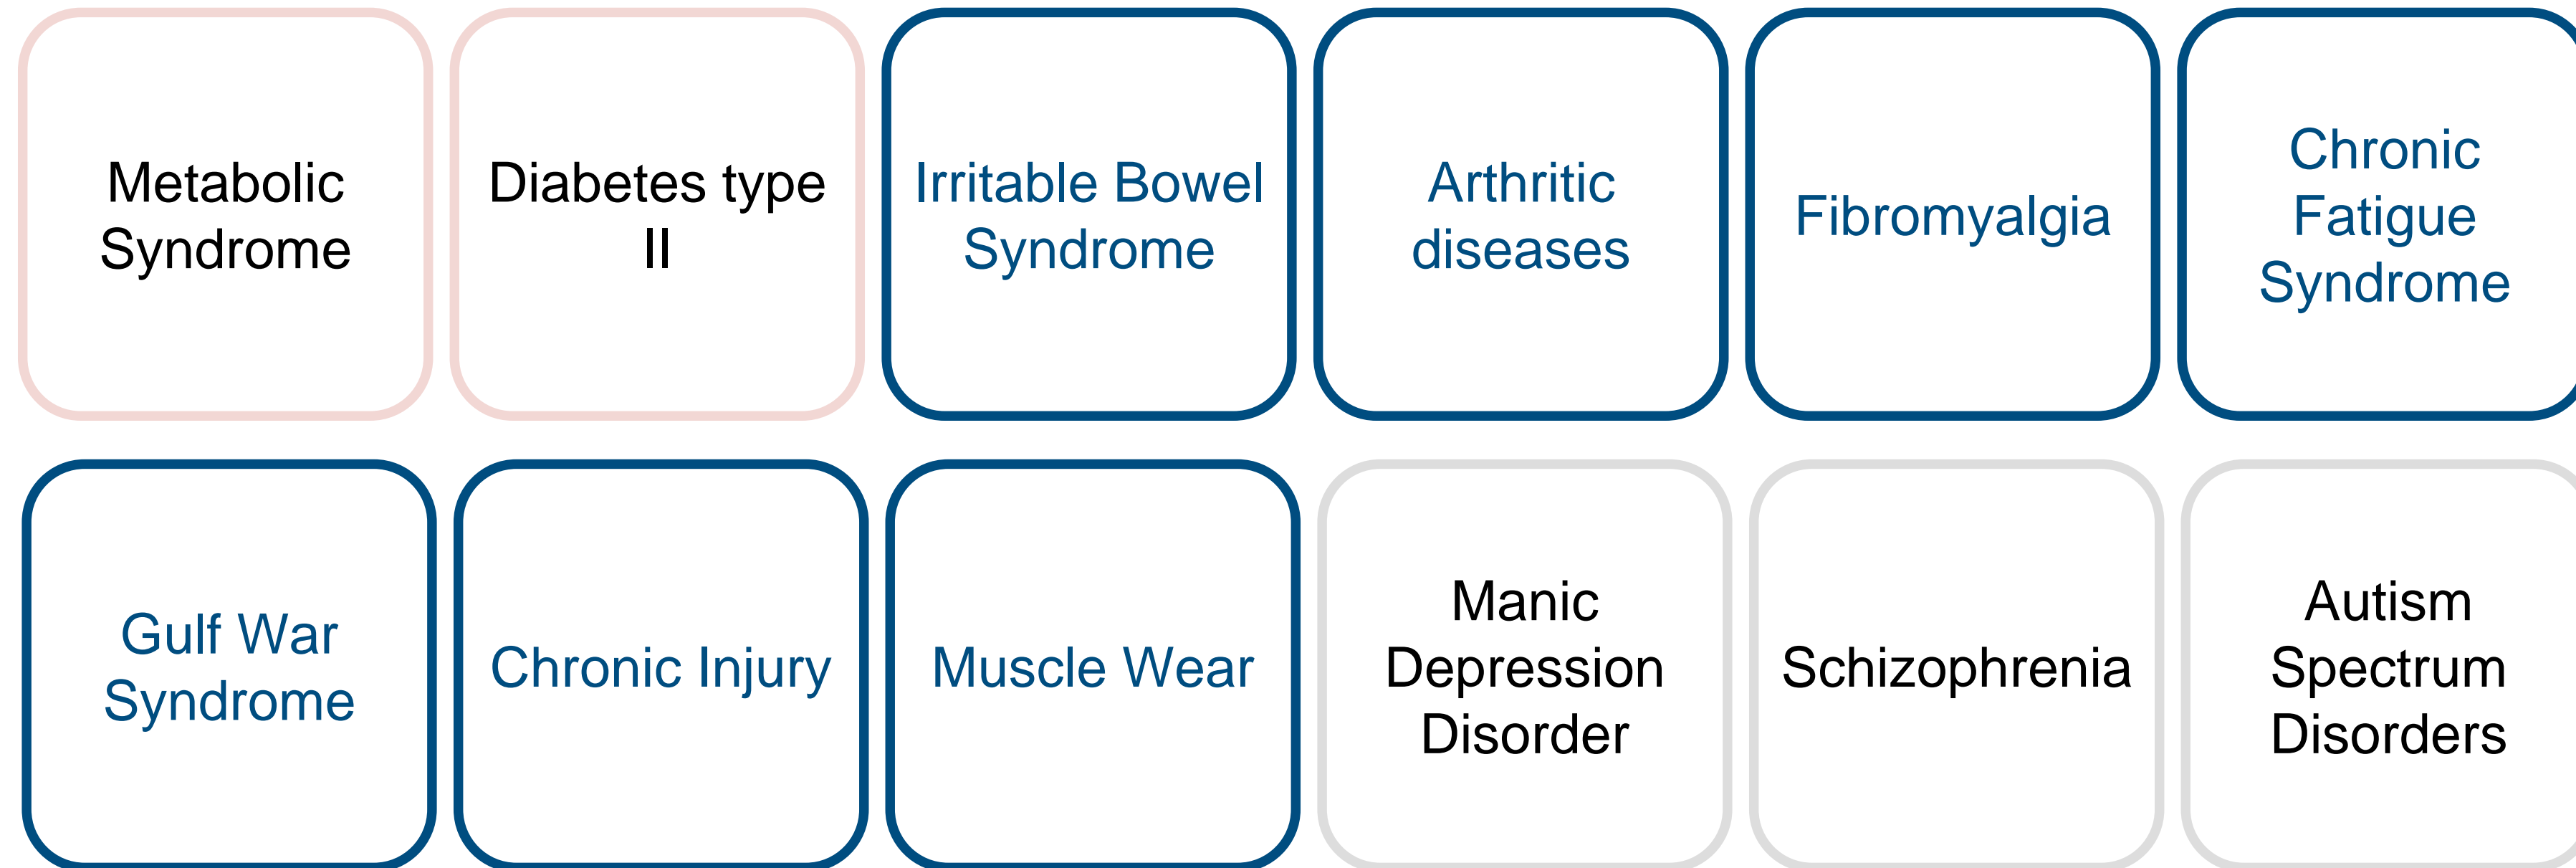 Metabolic
Syndrome
Diabetes type
II
Irritable Bowel
Syndrome
Arthritic
diseases
Fibromyalgia
Chronic
Fatigue
Syndrome
Gulf War
Syndrome
Chronic Injury
Muscle Wear
Manic
Depression
Disorder
Schizophrenia
Autism
Spectrum
Disorders